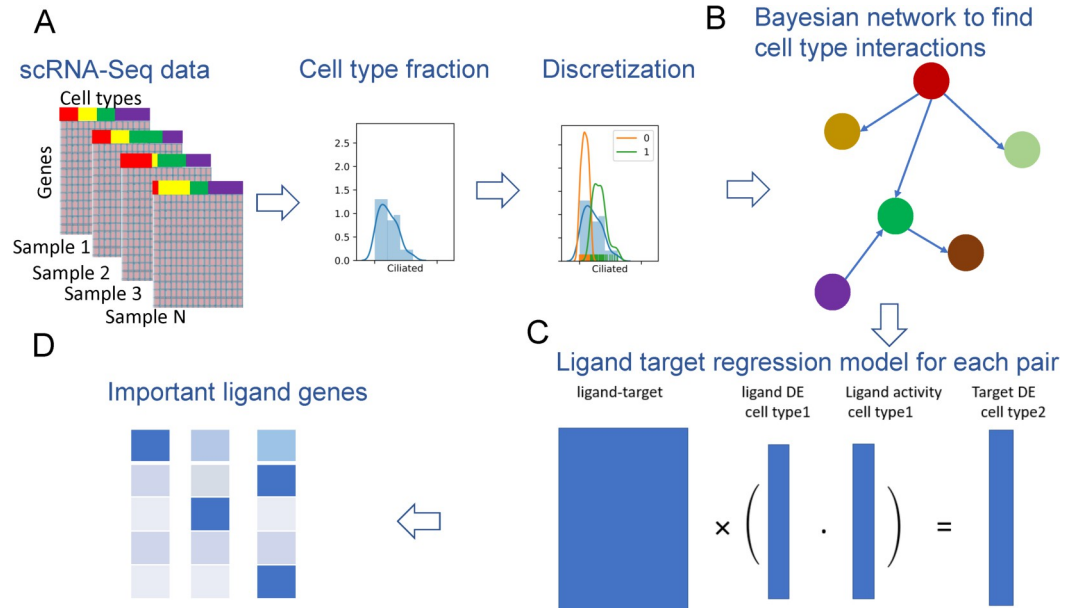 A
scRNA-Seq data
Cell types
Genes
Sample 1
Sample 2
Sample 3
Sample N
Cell type fraction
2.5
2.0
1.5
1.0
0.5
0.0
Ciliated
Discretization
0
1
Ciliated
B
Bayesian network to find
cell type interactions
C
Ligand target regression model for each pair
ligand-target
ligand DE
cell type1
Ligand activity
cell type1
Target DE
cell type2
× ( · ) =
D
Important ligand genes